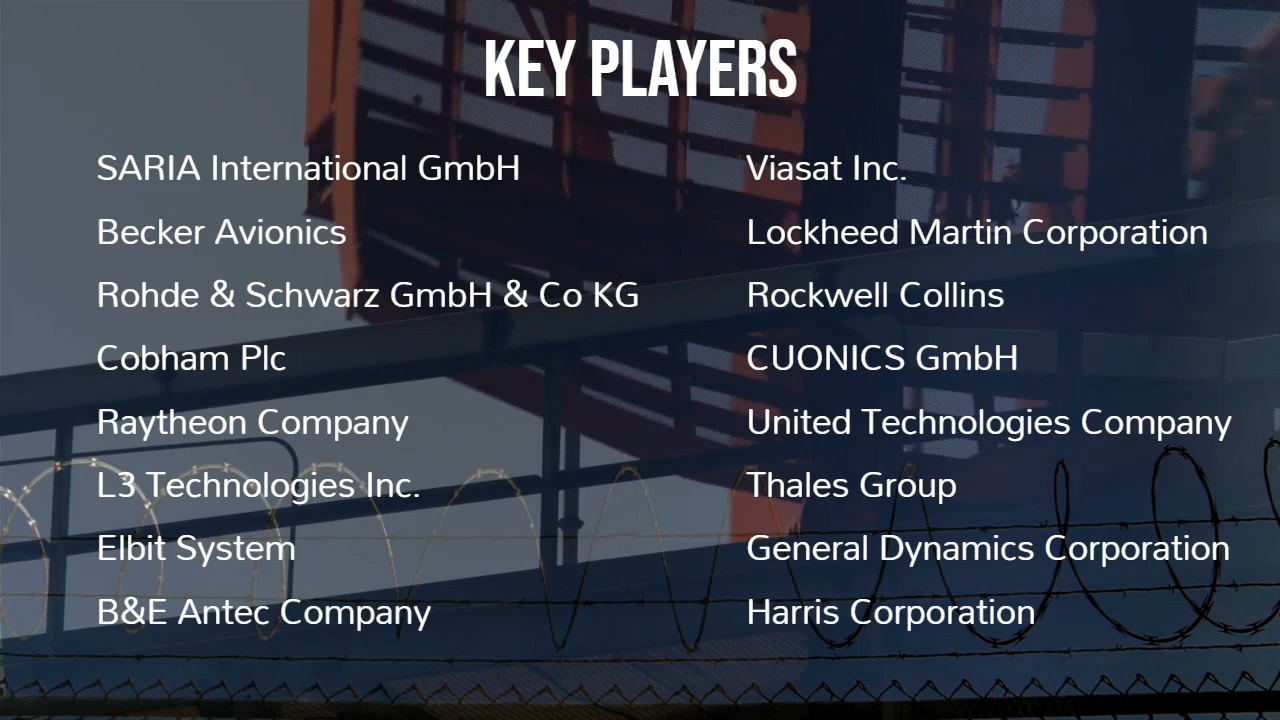 KEY PLAYERS
SARIA International GmbH
Becker Avionics
Rohde & Schwarz GmbH & Co KG
Cobham Plc
Raytheon Company
L3 Technologies Inc.
Elbit System
B&E Antec Company
Viasat Inc.
Lockheed Martin Corporation
Rockwell Collins
CUONICS GmbH
United Technologies Company
Thales Group
General Dynamics Corporation
Harris Corporation